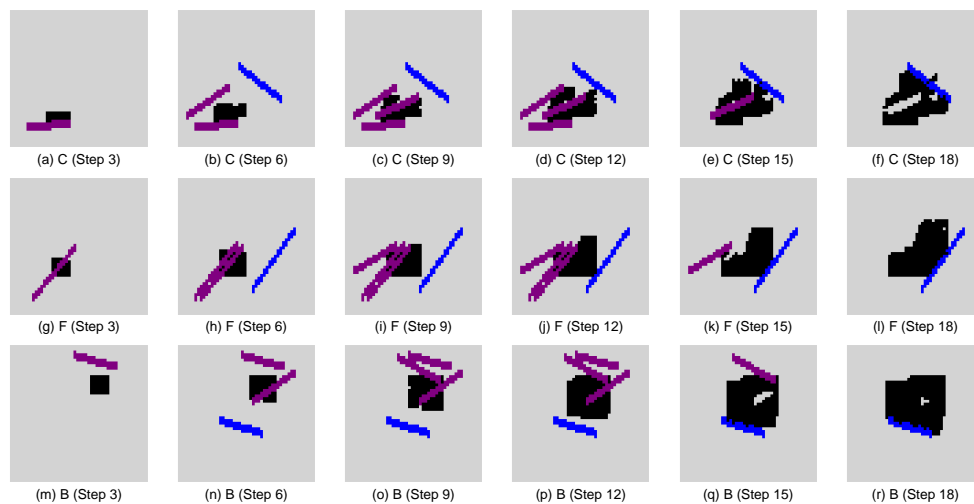 (a) C (Step 3) (b) C (Step 6) (c) C (Step 9) (d) C (Step 12) (e) C (Step 15) (f) C (Step 18)
(g) F (Step 3) (h) F (Step 6) (i) F (Step 9) (j) F (Step 12) (k) F (Step 15) (l) F (Step 18)
(m) B (Step 3) (n) B (Step 6) (o) B (Step 9) (p) B (Step 12) (q) B (Step 15) (r) B (Step 18)